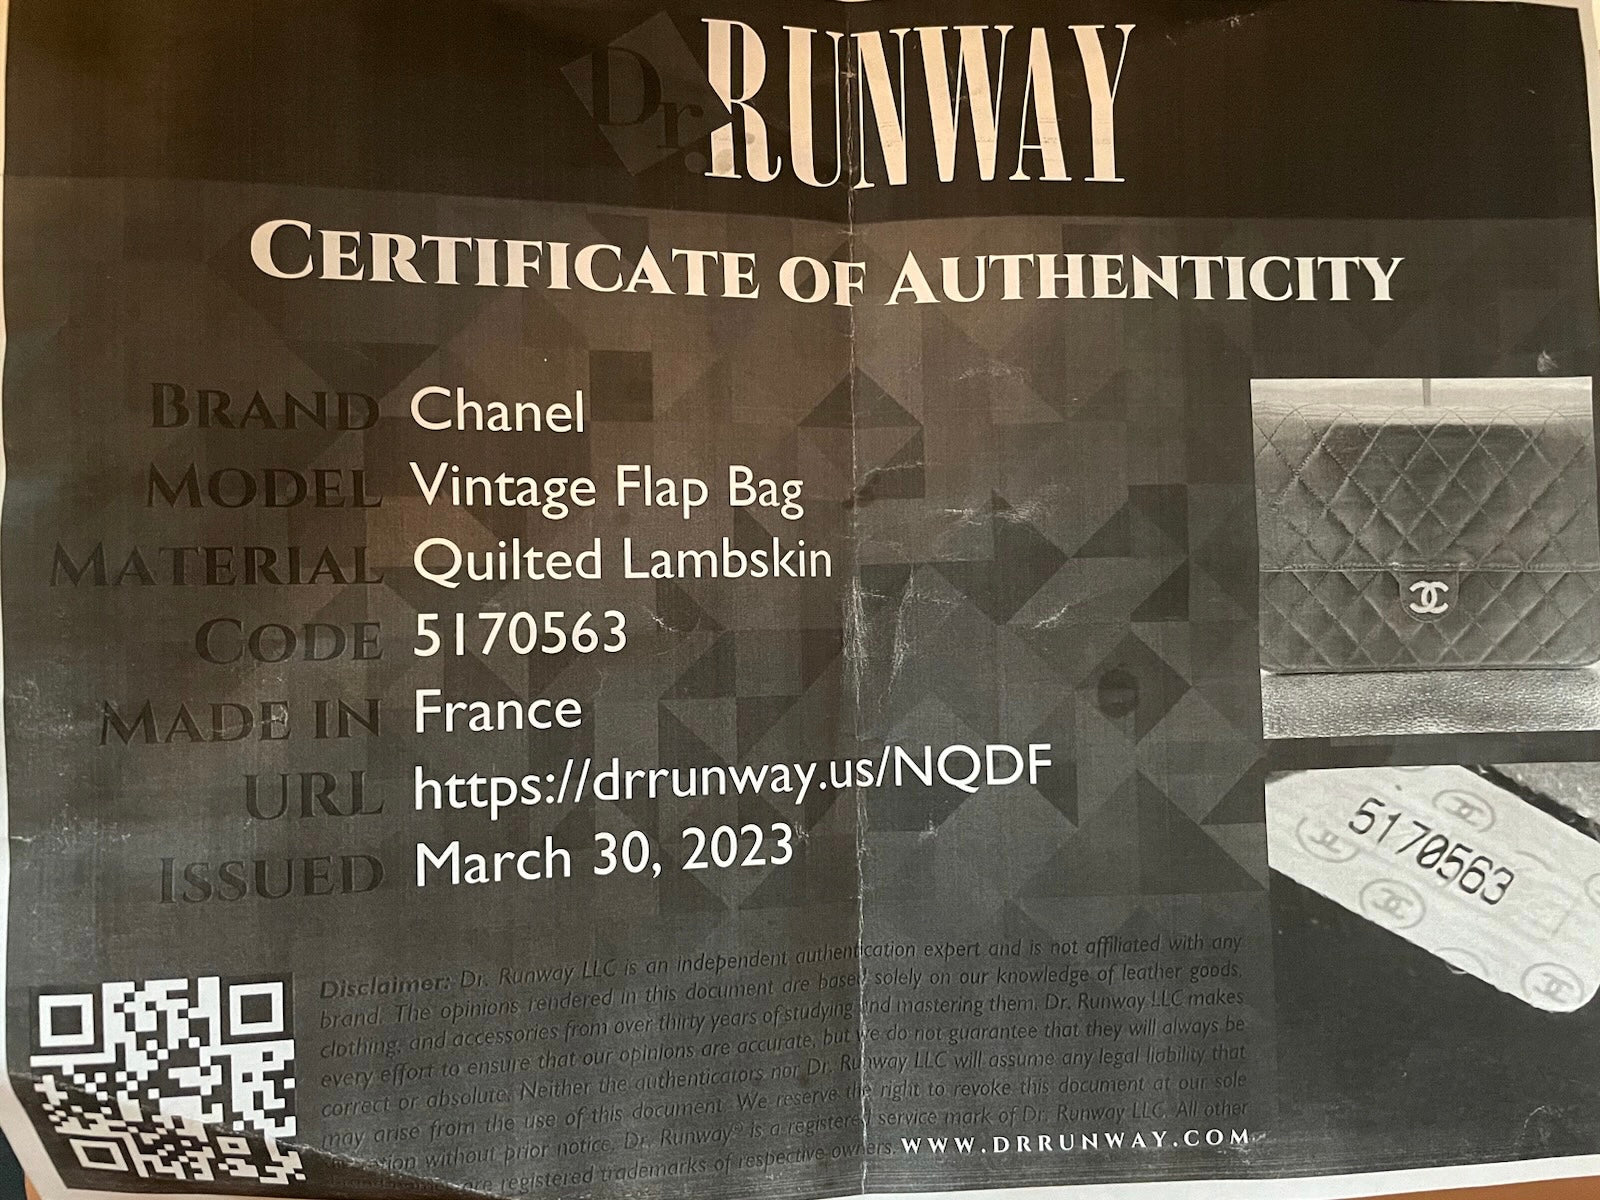 Dr. RUNWAY
CERTIFICATE OF AUTHENTICITY
BRAND Chanel
MODEL Vintage Flap Bag
MATERIAL Quilted Lambskin
CODE 5170563
MADE IN France
URL https://drrunway.us/NQDF
ISSUED March 30, 2023
5170563
Disclaimer: Dr. Runway LLC is an independent authentication expert and is not affiliated with any
brand. The opinions rendered in this document are based solely on our knowledge of leather goods,
clothing, and accessories from over thirty years of studying and mastering them. Dr. Runway LLC makes
every effort to ensure that our opinions are accurate, but we do not guarantee that they will always be
correct or absolute. Neither the authenticators nor Dr. Runway LLC will assume any legal liability that
may arise from the use of this document. We reserve the right to revoke this document at our sole
without prior notice. Dr. Runway® is a registered service mark of Dr. Runway LLC. All other
are registered trademarks of respective owners.
WWW.DRRUNWAY.COM